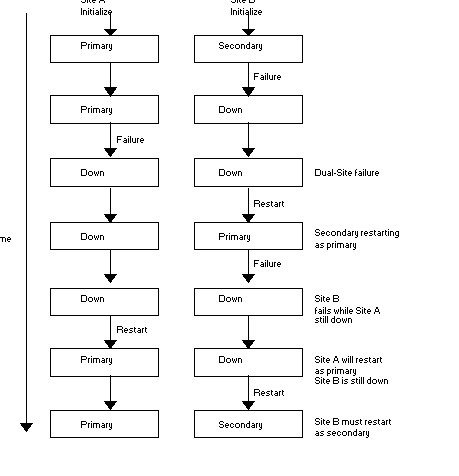 Site A
Site B
Initialize
Initialize
Primary
Secondary
Failure
Primary
Down
Failure
Down
Down
Dual-Site failure
Restart
Down
Primary
Secondary restarting
as primary
Failure
Down
Down
Site B
fails while Site A
still down
Restart
Primary
Down
Site A will restart
as primary
Site B is still down
Restart
Primary
Secondary
Site B must restart
as secondary